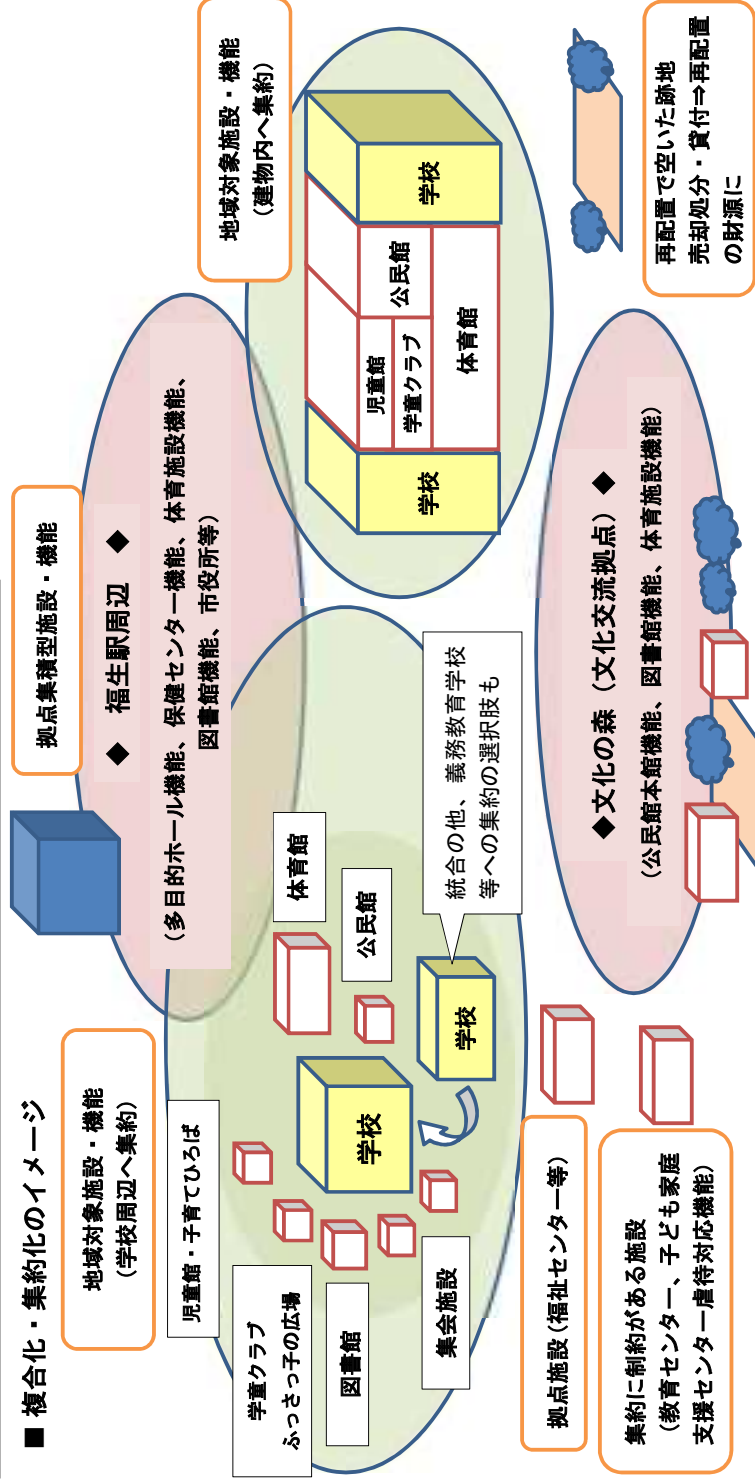 ■ 複合化・集約化のイメージ
地域対象施設・機能
(学校周辺へ集約)
拠点集積型施設・機能
◆ 福生駅周辺 ◆
(多目的ホール機能、保健センター機能、体育施設機能、
図書館機能、市役所等)
地域対象施設・機能
(建物内へ集約)
児童館・子育てひろば
学童クラブ
ふっさっ子の広場
図書館
集会施設
体育館
公民館
学校
学校
統合の他、義務教育学校
等への集約の選択肢も
学校
児童館
学童クラブ
公民館
体育館
学校
拠点施設(福祉センター等)
集約に制約がある施設
(教育センター、子ども家庭
支援センター虐待対応機能)
◆文化の森(文化交流拠点)◆
(公民館本館機能、図書館機能、体育施設機能)
再配置で空いた跡地
売却処分・貸付⇒再配置
の財源に